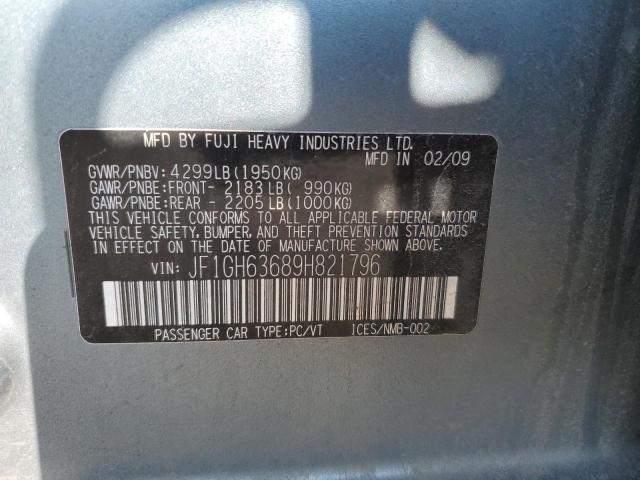 MFD BY FUJI HEAVY INDUSTRIES LTD.
MFD IN 02/09
GVWR/PNBV: 4299LB(1950KG)
GAWR/PNBE:FRONT- 2183LB( 990KG)
GAWR/PNBE:REAR - 2205LB(1000KG)
THIS VEHICLE CONFORMS TO ALL APPLICABLE FEDERAL MOTOR
VEHICLE SAFETY, BUMPER, AND THEFT PREVENTION STANDARDS
IN EFFECT ON THE DATE OF MANUFACTURE SHOWN ABOVE.
VIN: JF1GH63689H821796
PASSENGER CAR TYPE:PC/VT ICES/NMB-002